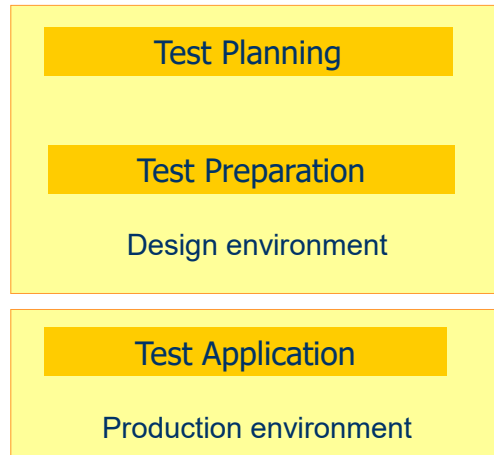 Test Planning
Test Preparation
Design environment
Test Application
Production environment